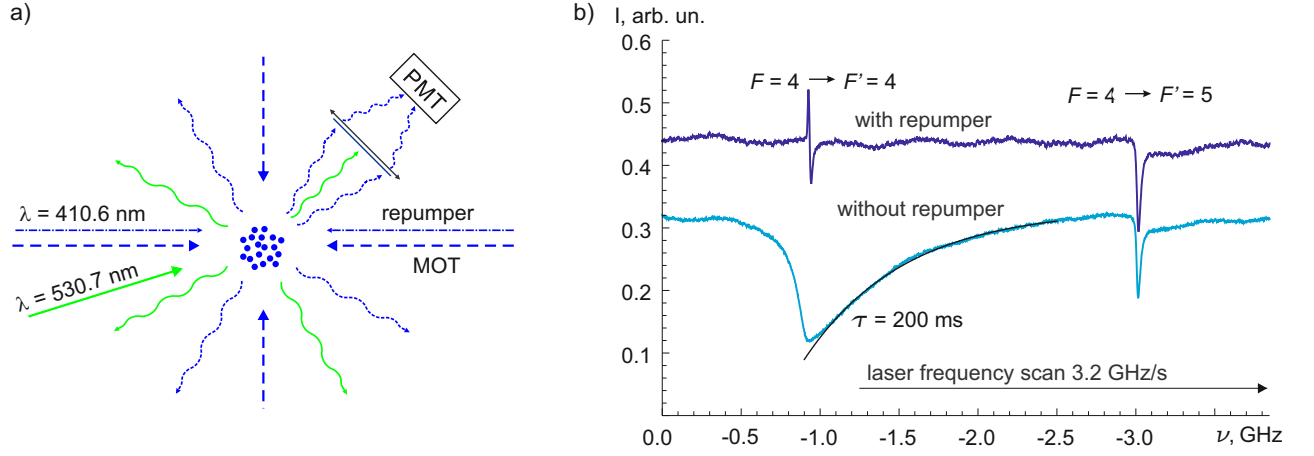 a)
PMT
λ = 410.6 nm
repumper
MOT
λ = 530.7 nm
b)
I, arb. un.
0.6
0.5
0.4
0.3
0.2
0.1
F = 4 → F' = 4
F = 4 → F' = 5
with repumper
without repumper
τ = 200 ms
laser frequency scan 3.2 GHz/s
0.0
-0.5
-1.0
-1.5
-2.0
-2.5
-3.0
ν, GHz